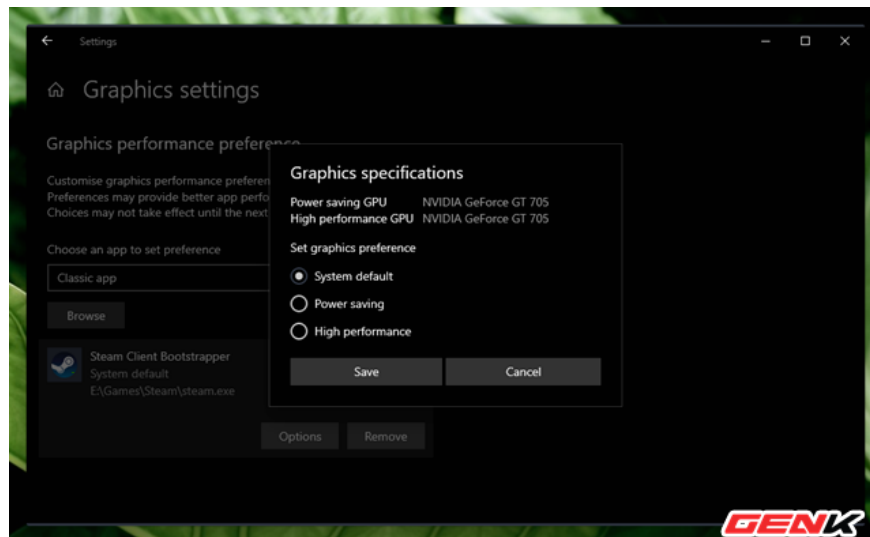 Settings
Graphics settings
Graphics performance preference
Customise graphics performance preferen
Preferences may provide better app perfo
Choices may not take effect until the next
Choose an app to set preference
Classic app
Browse
Steam Client Bootstrapper
System default
E:\Games\Steam\steam.exe
Options Remove
Graphics specifications
Power saving GPU NVIDIA GeForce GT 705
High performance GPU NVIDIA GeForce GT 705
Set graphics preference
System default
Power saving
High performance
Save Cancel
GENK